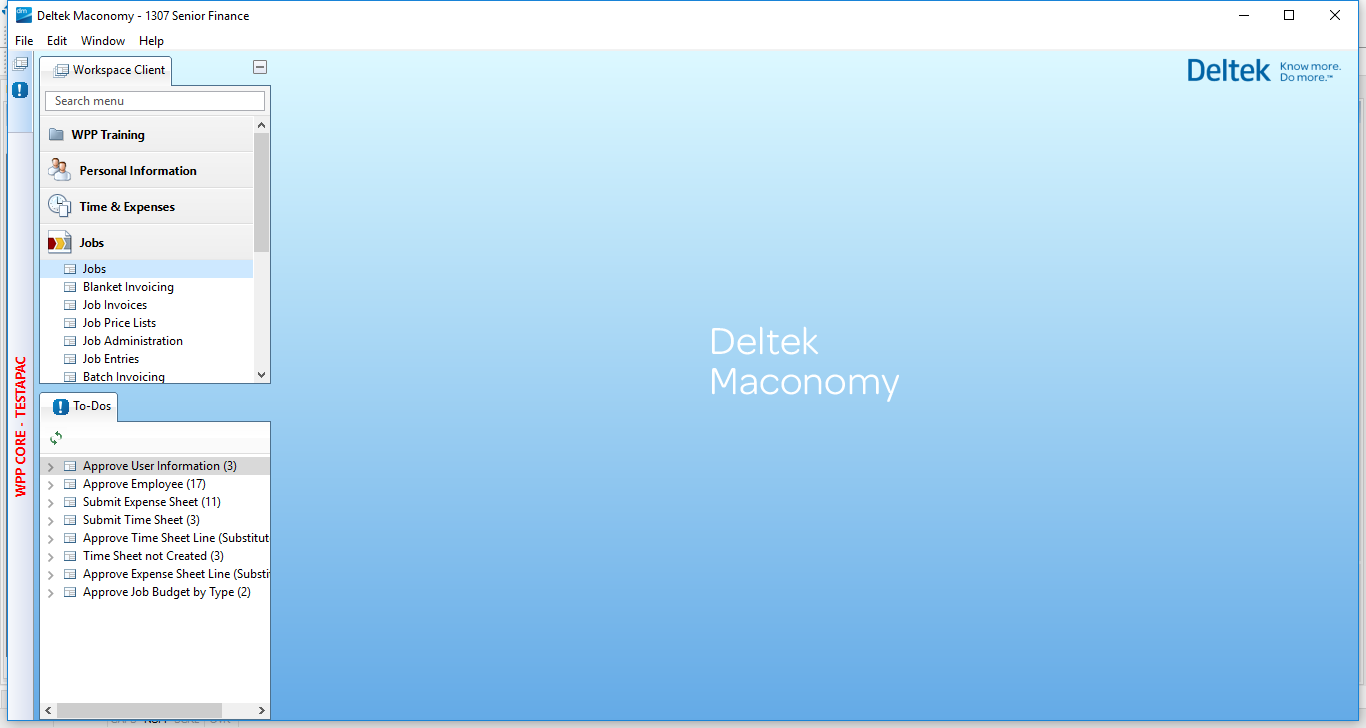 Deltek Maconomy - 1307 Senior Finance
File Edit Window Help
Workspace Client
Search menu
WPP Training
Personal Information
Time & Expenses
Jobs
Jobs
Blanket Invoicing
Job Invoices
Job Price Lists
Job Administration
Job Entries
Batch Invoicing
WPP CORE - TESTAPAC
To-Dos
Approve User Information (3)
Approve Employee (17)
Submit Expense Sheet (11)
Submit Time Sheet (3)
Approve Time Sheet Line (Substitut
Time Sheet not Created (3)
Approve Expense Sheet Line (Substi
Approve Job Budget by Type (2)
Deltek Know more.
Do more.™
Deltek
Maconomy